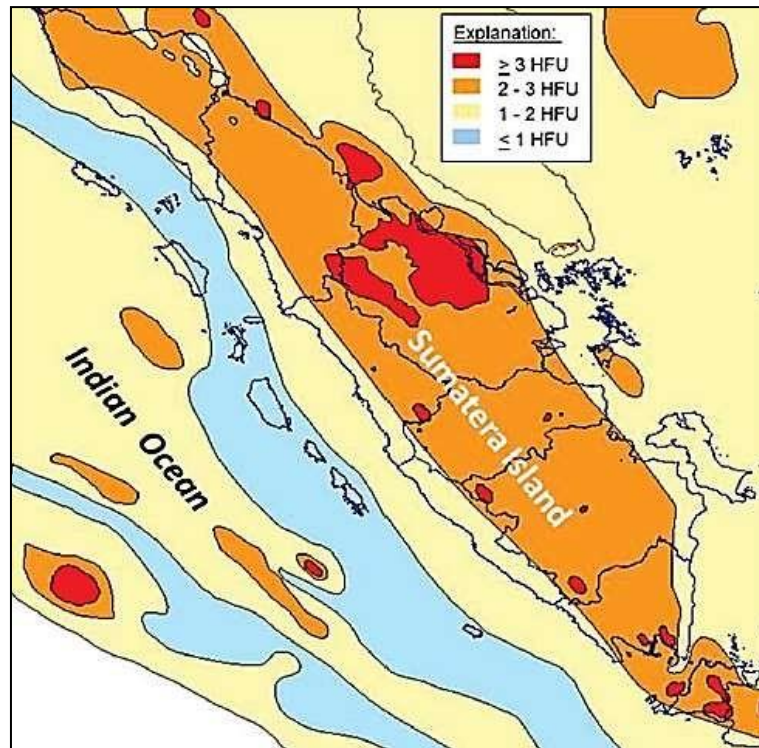 Explanation:
≥ 3 HFU
2 - 3 HFU
1 - 2 HFU
≤ 1 HFU
Sumatera Island
Indian Ocean